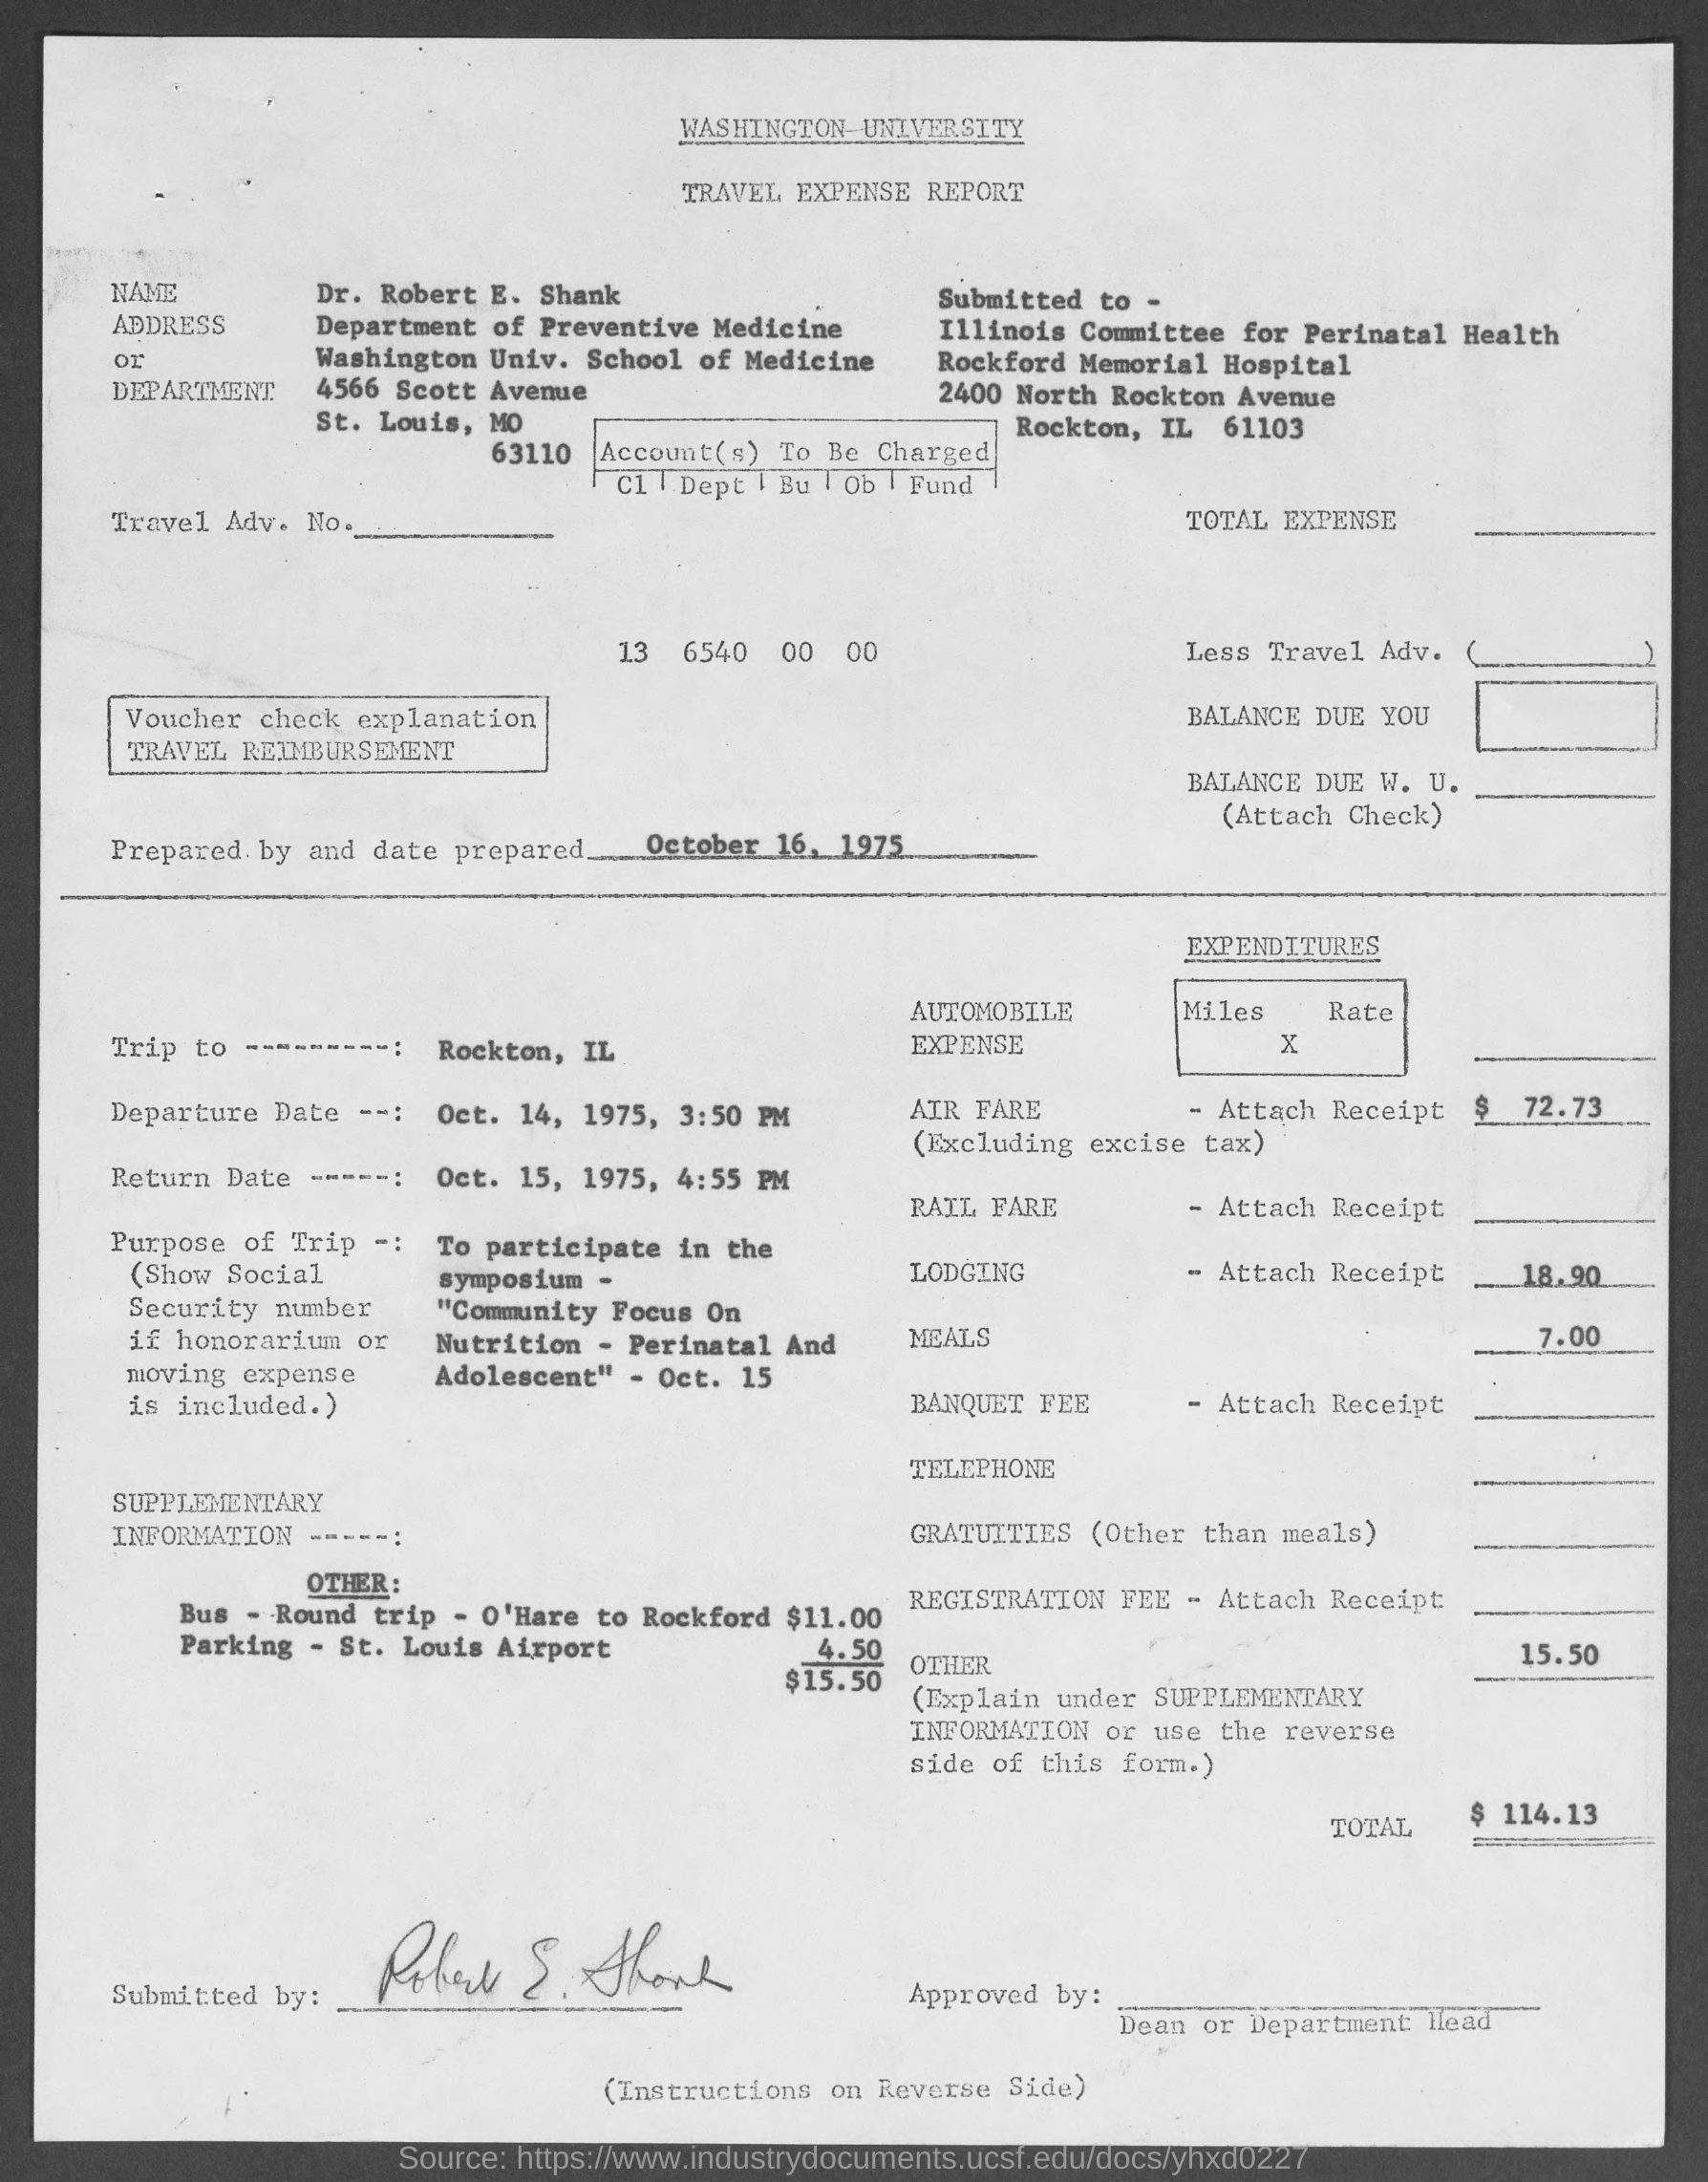 WASHINGTON UNIVERSITY
TRAVEL EXPENSE REPORT
NAME
ADDRESS
or
DEPARTMENT
Dr. Robert E. Shank
Department of Preventive Medicine
Washington Univ. School of Medicine
4566 Scott Avenue
St. Louis, MO
63110
Submitted to -
Illinois Committee for Perinatal Health
Rockford Memorial Hospital
2400 North Rockton Avenue
Rockton, IL 61103
Account(s) To Be Charged
Cl Dept Bu Ob Fund
Travel Adv. No.
TOTAL EXPENSE
13 6540 00 00
Less Travel Adv. ( )
Voucher check explanation
TRAVEL REIMBURSEMENT
BALANCE DUE YOU
BALANCE DUE W. U.
(Attach Check)
Prepared by and date prepared October 16, 1975
Trip to ---------: Rockton, IL
Departure Date --: Oct. 14, 1975, 3:50 PM
Return Date -----: Oct. 15, 1975, 4:55 PM
Purpose of Trip -:
(Show Social
Security number
if honorarium or
moving expense
is included.)
To participate in the
symposium -
"Community Focus On
Nutrition - Perinatal And
Adolescent" - Oct. 15
SUPPLEMENTARY
INFORMATION -----:
OTHER:
Bus - Round trip - O'Hare to Rockford $11.00
Parking - St. Louis Airport 4.50
$15.50
EXPENDITURES
AUTOMOBILE
EXPENSE
Miles Rate
X
AIR FARE - Attach Receipt $ 72.73
(Excluding excise tax)
RAIL FARE - Attach Receipt
LODGING - Attach Receipt 18.90
MEALS 7.00
BANQUET FEE - Attach Receipt
TELEPHONE
GRATUITIES (Other than meals)
REGISTRATION FEE - Attach Receipt
OTHER 15.50
(Explain under SUPPLEMENTARY
INFORMATION or use the reverse
side of this form.)
TOTAL $ 114.13
Submitted by: Robert E. Shank
Approved by:
Dean or Department Head
(Instructions on Reverse Side)
Source: https://www.industrydocuments.ucsf.edu/docs/yhxd0227